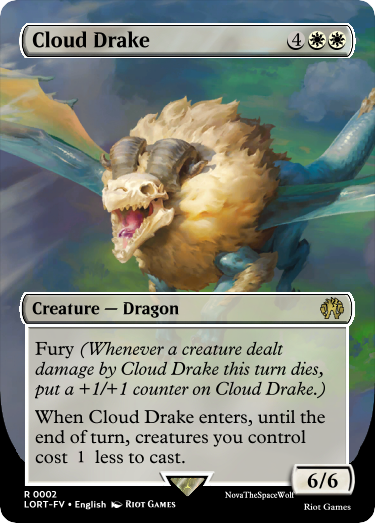 Cloud Drake 4
Creature — Dragon
Fury (Whenever a creature dealt
damage by Cloud Drake this turn dies,
put a +1/+1 counter on Cloud Drake.)
When Cloud Drake enters, until the
end of turn, creatures you control
cost 1 less to cast.
6/6
R 0002
LORT-FV • English RIOT GAMES
NovaTheSpaceWolf
Riot Games